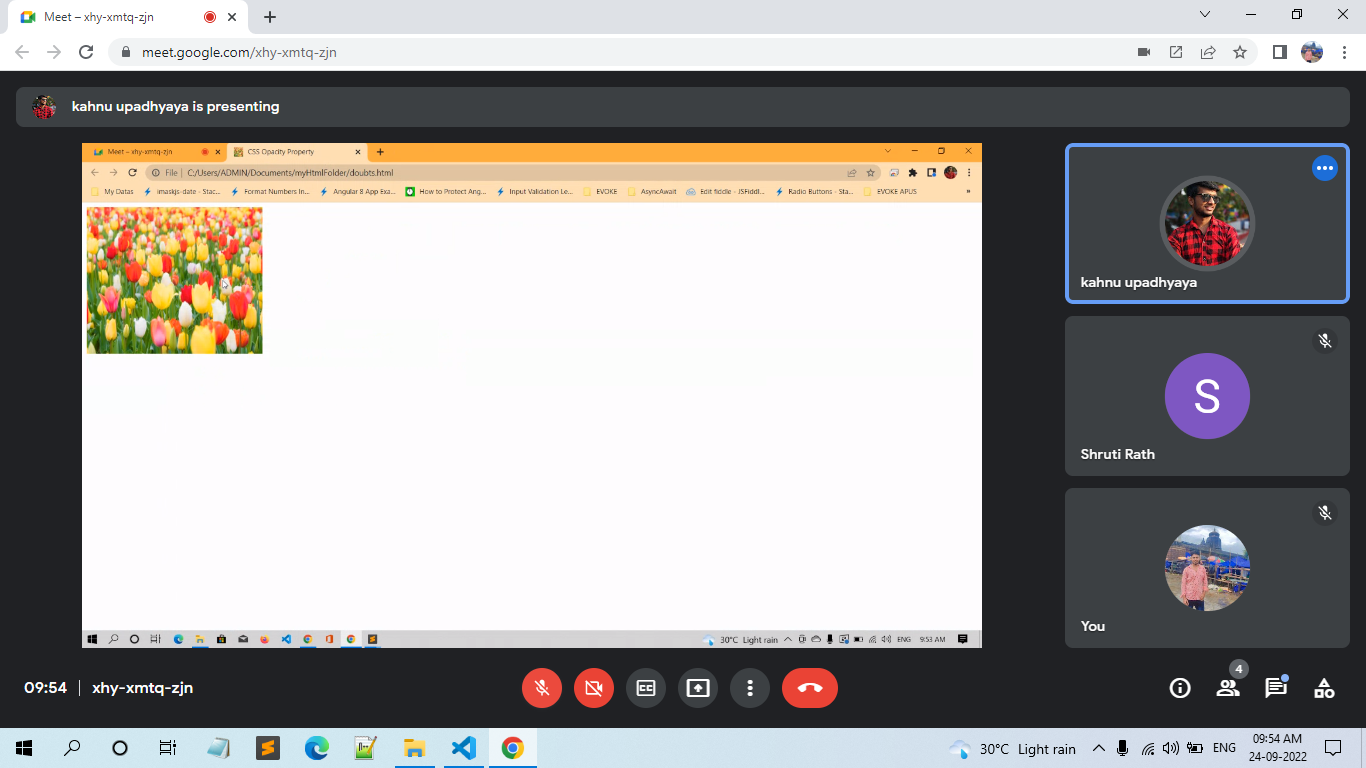 Meet – xhy-xmtq-zjn
meet.google.com/xhy-xmtq-zjn
kahnu upadhyaya is presenting
Meet – xhy-xmtq-zjn
CSS Opacity Property
File
C:/Users/ADMIN/Documents/myHtmlFolder/doubts.html
My Datas
imaskjs-date - Stac...
Format Numbers In...
Angular 8 App Exa...
How to Protect Ang...
Input Validation Le...
EVOKE
AsyncAwait
Edit fiddle - JSFiddl...
Radio Buttons - Sta...
EVOKE APUS
»
30°C Light rain
ENG
9:53 AM
kahnu upadhyaya
S
Shruti Rath
You
09:54
xhy-xmtq-zjn
4
30°C Light rain
ENG
09:54 AM
24-09-2022